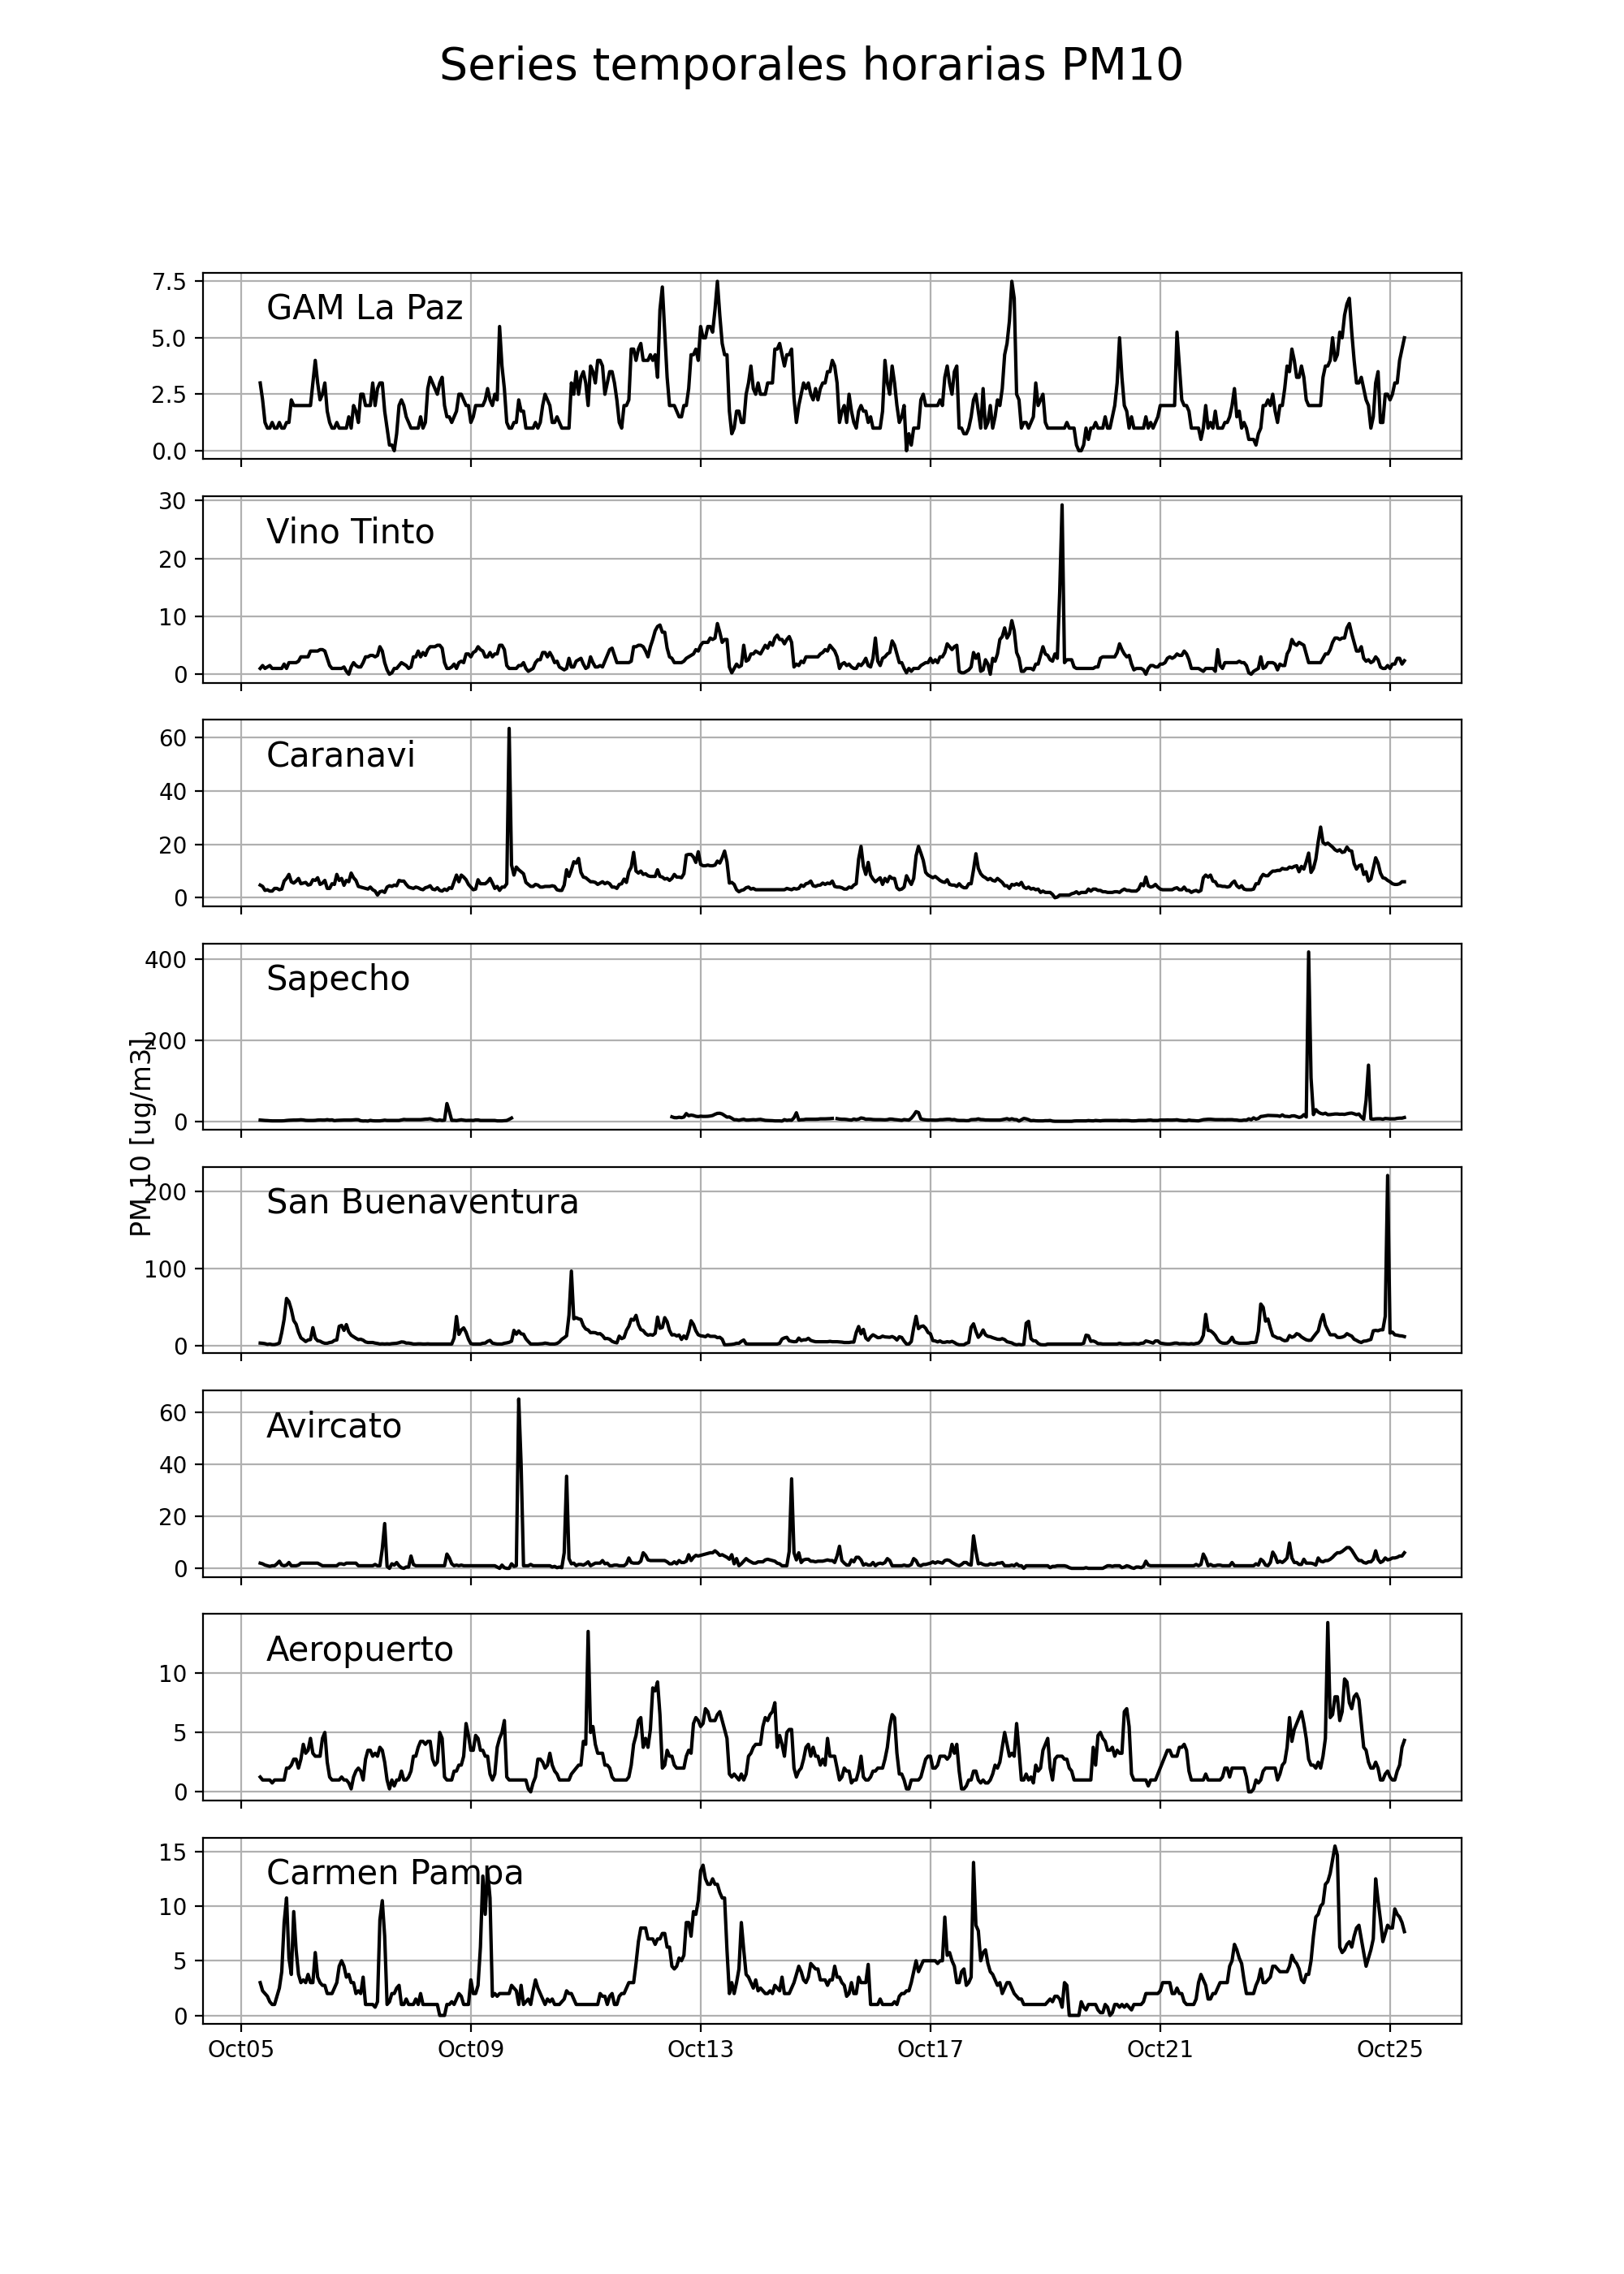 Series temporales horarias PM10
7.5
5.0
2.5
0.0
GAM La Paz
30
20
10
0
Vino Tinto
60
40
20
0
Caranavi
400
200
0
Sapecho
PM 10 [ug/m3]
200
100
0
San Buenaventura
60
40
20
0
Avircato
10
5
0
Aeropuerto
15
10
5
0
Carmen Pampa
Oct05 Oct09 Oct13 Oct17 Oct21 Oct25